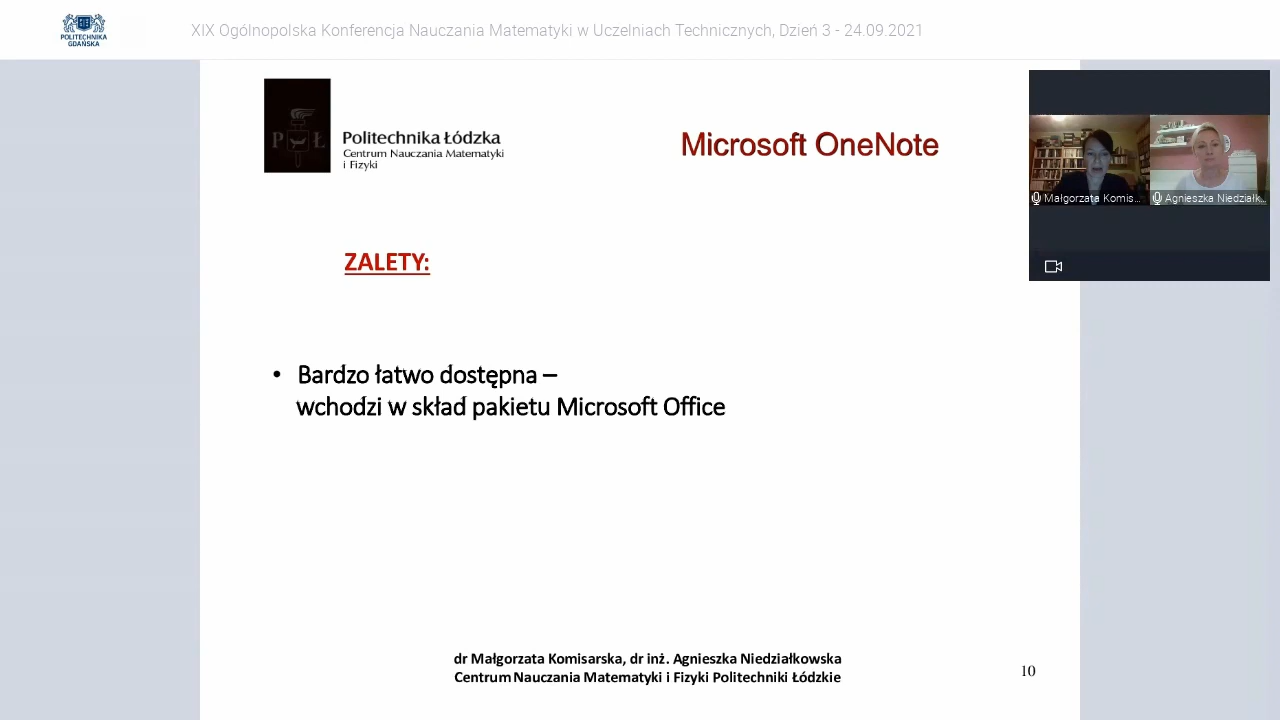 POLITECHNIKA
GDAŃSKA
XIX Ogólnopolska Konferencja Nauczania Matematyki w Uczelniach Technicznych, Dzień 3 - 24.09.2021
P Ł
Politechnika Łódzka
Centrum Nauczania Matematyki
i Fizyki
Microsoft OneNote
Małgorzata Komis...
Agnieszka Niedziałk...
ZALETY:
• Bardzo łatwo dostępna –
wchodzi w skład pakietu Microsoft Office
dr Małgorzata Komisarska, dr inż. Agnieszka Niedziałkowska
Centrum Nauczania Matematyki i Fizyki Politechniki Łódzkie
10